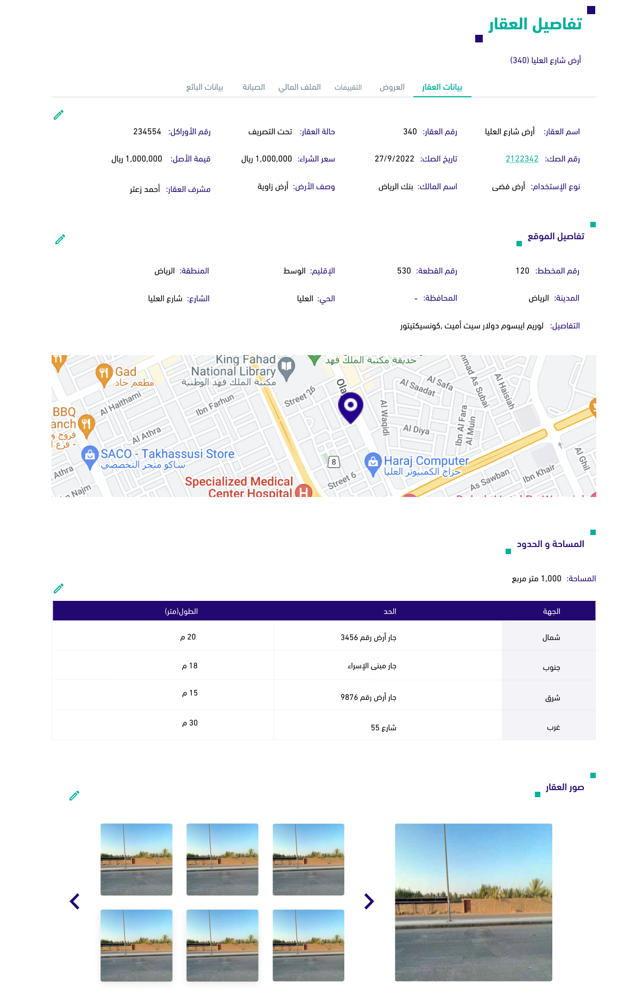 تفاصيل العقار
أرض شارع العليا (340)
بيانات العقار العروض التقييمات الملف المالي الصيانة بيانات البائع
اسم العقار: أرض شارع العليا رقم العقار: 340 حالة العقار: تحت التصريف رقم الأوراكل: 234554
رقم الصك: 2122342 تاريخ الصك: 27/9/2022 سعر الشراء: 1,000,000 ريال قيمة الأصل: 1,000,000 ريال
نوع الإستخدام: أرض فضى اسم المالك: بنك الرياض وصف الأرض: أرض زاوية مشرف العقار: أحمد زعتر
تفاصيل الموقع
رقم المخطط: 120 رقم القطعة: 530 الإقليم: الوسط المنطقة: الرياض
المدينة: الرياض المحافظة: - الحي: العليا الشارع: شارع العليا
التفاصيل: لوريم ايبسوم دولار سيت أميت ,كونسيكتيتور
King Fahad
National Library
مكتبة الملك فهد الوطنية
حديقة مكتبة الملك فهد
Gad
مطعم جاد
Al Haithami
Ibn Farhun
Street 26
Ola
Al Saadat
Al Safa
mmad As Subai
Al Haisiah
Al Waqidi
Al Diya
Ibn Al Fara
Al Muin
BBQ
anch
فروج و
- فرع ا
Al Athra
SACO - Takhassusi Store
ساكو متجر التخصصي
Athra
n Najm
8
Haraj Computer
حراج الكمبيوتر العليا
Street 6
Specialized Medical
Center Hospital
As Sawban
Ibn Khair
Al Ghil
المساحة و الحدود
المساحة: 1,000 متر مربع
الجهة الحد الطول(متر)
شمال جار أرض رقم 3456 20 م
جنوب جار مبنى الإسراء 18 م
شرق جار أرض رقم 9876 15 م
غرب شارع 55 30 م
صور العقار